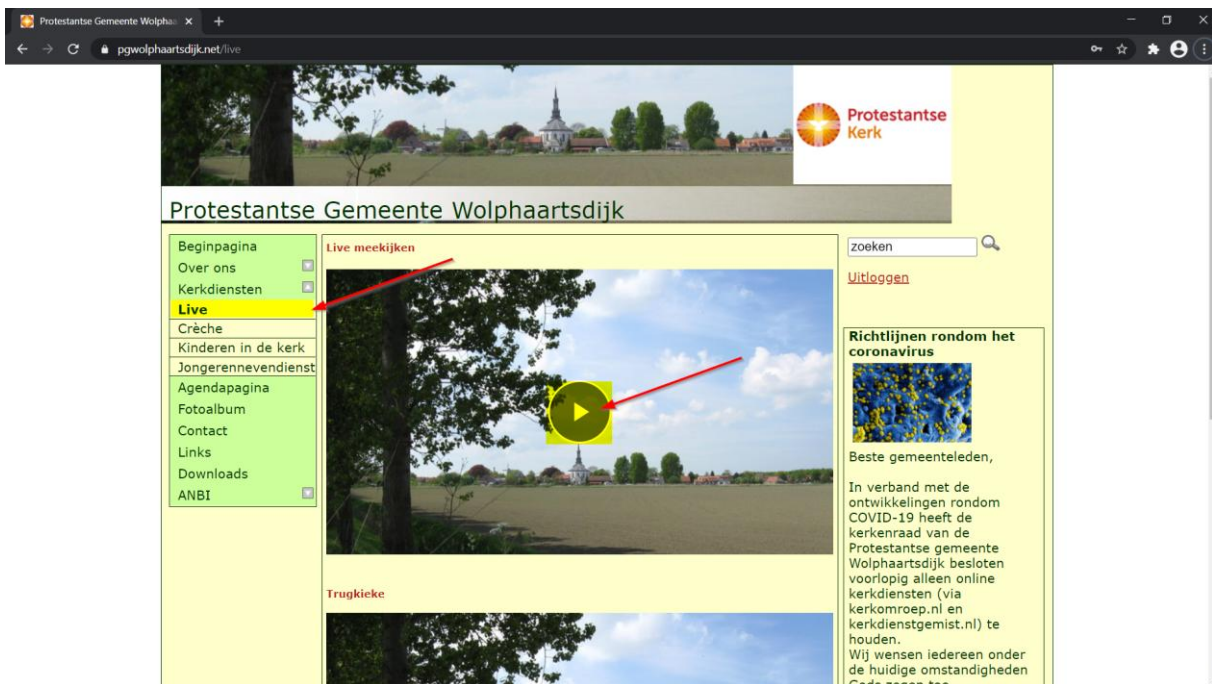 Protestantse Gemeente Wolphaa
pgwolphaartsdijk.net/live
Protestantse
Kerk
Protestantse Gemeente Wolphaartsdijk
Beginpagina
Over ons
Kerkdiensten
Live
Crèche
Kinderen in de kerk
Jongerennevendienst
Agendapagina
Fotoalbum
Contact
Links
Downloads
ANBI
Live meekijken
Trugkieke
zoeken
Uitloggen
Richtlijnen rondom het
coronavirus
Beste gemeenteleden,
In verband met de
ontwikkelingen rondom
COVID-19 heeft de
kerkenraad van de
Protestantse gemeente
Wolphaartsdijk besloten
voorlopig alleen online
kerkdiensten (via
kerkomroep.nl en
kerkdienstgemist.nl) te
houden.
Wij wensen iedereen onder
de huidige omstandigheden
Gods zegen toe